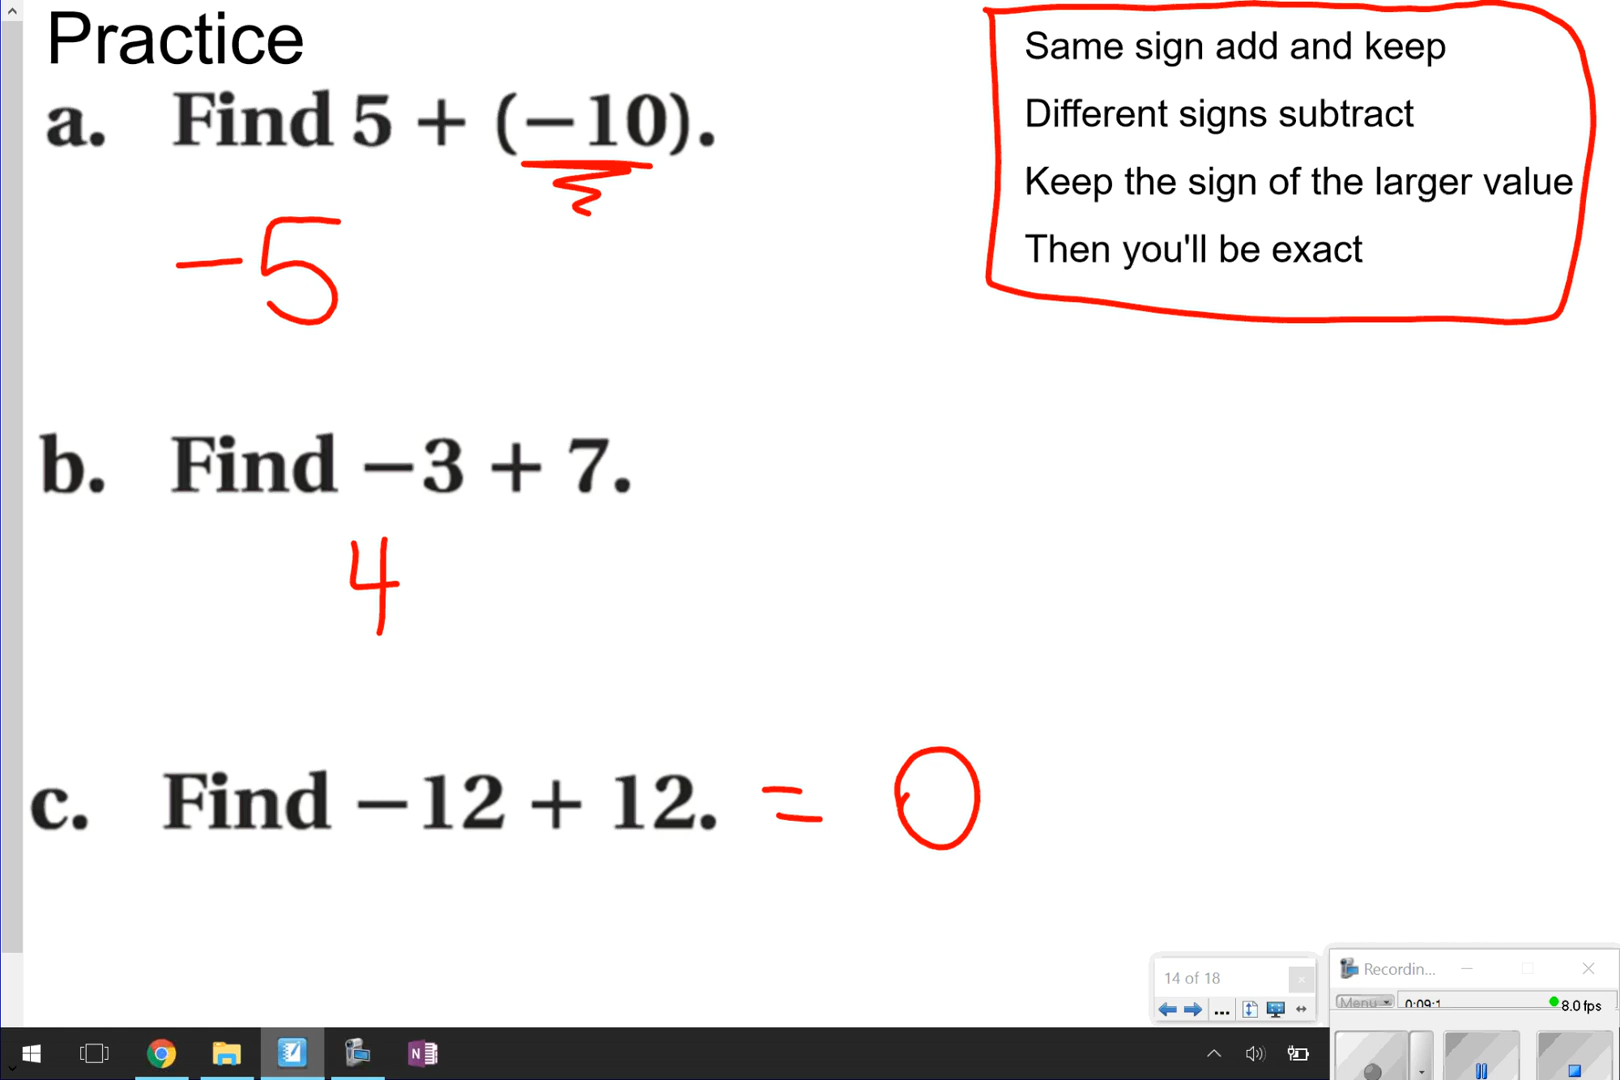 Practice
Same sign add and keep
Different signs subtract
Keep the sign of the larger value
Then you'll be exact
a. Find 5 + (−10).
−5
b. Find −3 + 7.
4
c. Find −12 + 12. = 0
14 of 18
Recordin...
Menu
0:09:1
8.0 fps
N